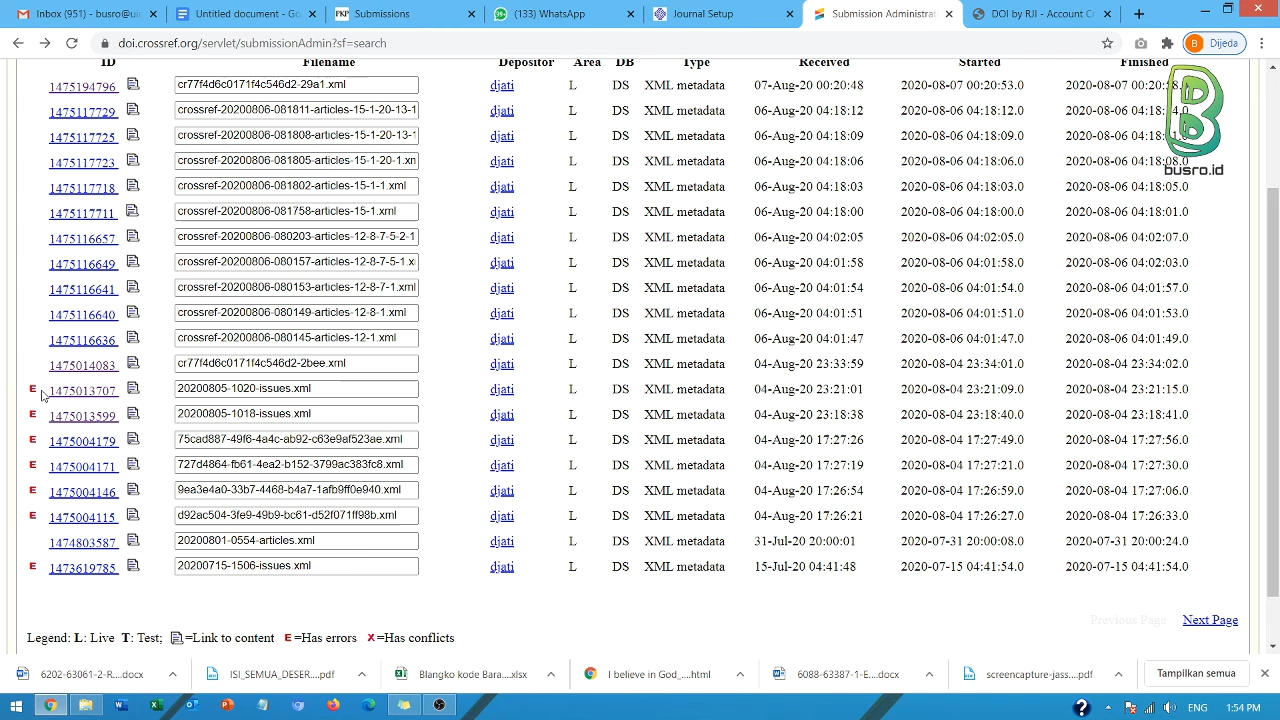 Inbox (951) - busro@uin
Untitled document - Go
PKP Submissions
(133) WhatsApp
Journal Setup
Submission Administrat
DOI by RJI - Account C
doi.crossref.org/servlet/submissionAdmin?sf=search
B Dijeda
ID Filename Depositor Area DB Type Received Started Finished
1475194796 cr77f4d6c0171f4c546d2-29a1.xml djati L DS XML metadata 07-Aug-20 00:20:48 2020-08-07 00:20:53.0 2020-08-07 00:20:58.0
1475117729 crossref-20200806-081811-articles-15-1-20-13-1 djati L DS XML metadata 06-Aug-20 04:18:12 2020-08-06 04:18:12.0 2020-08-06 04:18:14.0
1475117725 crossref-20200806-081808-articles-15-1-20-13-1 djati L DS XML metadata 06-Aug-20 04:18:09 2020-08-06 04:18:09.0 2020-08-06
1475117723 crossref-20200806-081805-articles-15-1-20-1.xm djati L DS XML metadata 06-Aug-20 04:18:06 2020-08-06 04:18:06.0 2020-08-06 04:18:08.0
busro.id
1475117718 crossref-20200806-081802-articles-15-1-1.xml djati L DS XML metadata 06-Aug-20 04:18:03 2020-08-06 04:18:03.0 2020-08-06 04:18:05.0
1475117711 crossref-20200806-081758-articles-15-1.xml djati L DS XML metadata 06-Aug-20 04:18:00 2020-08-06 04:18:00.0 2020-08-06 04:18:01.0
1475116657 crossref-20200806-080203-articles-12-8-7-5-2-1 djati L DS XML metadata 06-Aug-20 04:02:05 2020-08-06 04:02:05.0 2020-08-06 04:02:07.0
1475116649 crossref-20200806-080157-articles-12-8-7-5-1.x djati L DS XML metadata 06-Aug-20 04:01:58 2020-08-06 04:01:58.0 2020-08-06 04:02:03.0
1475116641 crossref-20200806-080153-articles-12-8-7-1.xml djati L DS XML metadata 06-Aug-20 04:01:54 2020-08-06 04:01:54.0 2020-08-06 04:01:57.0
1475116640 crossref-20200806-080149-articles-12-8-1.xml djati L DS XML metadata 06-Aug-20 04:01:51 2020-08-06 04:01:51.0 2020-08-06 04:01:53.0
1475116636 crossref-20200806-080145-articles-12-1.xml djati L DS XML metadata 06-Aug-20 04:01:47 2020-08-06 04:01:47.0 2020-08-06 04:01:49.0
1475014083 cr77f4d6c0171f4c546d2-2bee.xml djati L DS XML metadata 04-Aug-20 23:33:59 2020-08-04 23:34:01.0 2020-08-04 23:34:02.0
E 1475013707 20200805-1020-issues.xml djati L DS XML metadata 04-Aug-20 23:21:01 2020-08-04 23:21:09.0 2020-08-04 23:21:15.0
E 1475013599 20200805-1018-issues.xml djati L DS XML metadata 04-Aug-20 23:18:38 2020-08-04 23:18:40.0 2020-08-04 23:18:41.0
E 1475004179 75cad887-49f6-4a4c-ab92-c63e9af523ae.xml djati L DS XML metadata 04-Aug-20 17:27:26 2020-08-04 17:27:49.0 2020-08-04 17:27:56.0
E 1475004171 727d4864-fb61-4ea2-b152-3799ac383fc8.xml djati L DS XML metadata 04-Aug-20 17:27:19 2020-08-04 17:27:21.0 2020-08-04 17:27:30.0
E 1475004146 9ea3e4a0-33b7-4468-b4a7-1afb9ff0e940.xml djati L DS XML metadata 04-Aug-20 17:26:54 2020-08-04 17:26:59.0 2020-08-04 17:27:06.0
E 1475004115 d92ac504-3fe9-49b9-bc61-d52f071ff98b.xml djati L DS XML metadata 04-Aug-20 17:26:21 2020-08-04 17:26:27.0 2020-08-04 17:26:33.0
1474803587 20200801-0554-articles.xml djati L DS XML metadata 31-Jul-20 20:00:01 2020-07-31 20:00:08.0 2020-07-31 20:00:24.0
E 1473619785 20200715-1506-issues.xml djati L DS XML metadata 15-Jul-20 04:41:48 2020-07-15 04:41:54.0 2020-07-15 04:41:54.0
Previous Page Next Page
Legend: L: Live T: Test; =Link to content E=Has errors X=Has conflicts
6202-63061-2-R....docx
ISI_SEMUA_DESER....pdf
Blangko kode Bara....xlsx
I believe in God_....html
6088-63387-1-E....docx
screencapture-jass....pdf
Tampilkan semua
ENG 1:54 PM